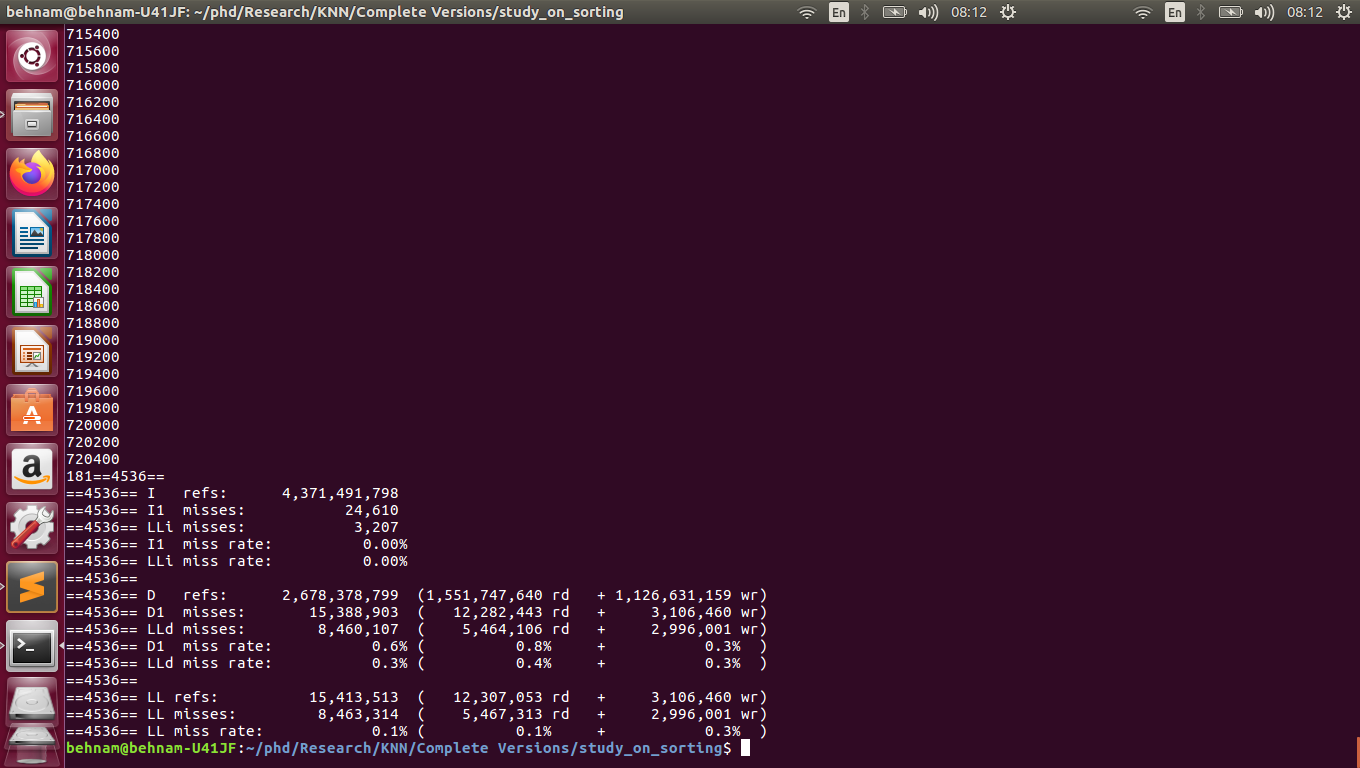 behnam@behnam-U41JF: ~/phd/Research/KNN/Complete Versions/study_on_sorting En 08:12 En 08:12
715400
715600
715800
716000
716200
716400
716600
716800
717000
717200
717400
717600
717800
718000
718200
718400
718600
718800
719000
719200
719400
719600
719800
720000
720200
720400
181==4536==
==4536== I   refs:      4,371,491,798
==4536== I1  misses:           24,610
==4536== LLi misses:            3,207
==4536== I1  miss rate:          0.00%
==4536== LLi miss rate:          0.00%
==4536==
==4536== D   refs:      2,678,378,799  (1,551,747,640 rd   + 1,126,631,159 wr)
==4536== D1  misses:       15,388,903  (   12,282,443 rd   +     3,106,460 wr)
==4536== LLd misses:        8,460,107  (    5,464,106 rd   +     2,996,001 wr)
==4536== D1  miss rate:           0.6% (          0.8%     +           0.3%  )
==4536== LLd miss rate:           0.3% (          0.4%     +           0.3%  )
==4536==
==4536== LL refs:          15,413,513  (   12,307,053 rd   +     3,106,460 wr)
==4536== LL misses:         8,463,314  (    5,467,313 rd   +     2,996,001 wr)
==4536== LL miss rate:            0.1% (          0.1%     +           0.3%  )
behnam@behnam-U41JF:~/phd/Research/KNN/Complete Versions/study_on_sorting$